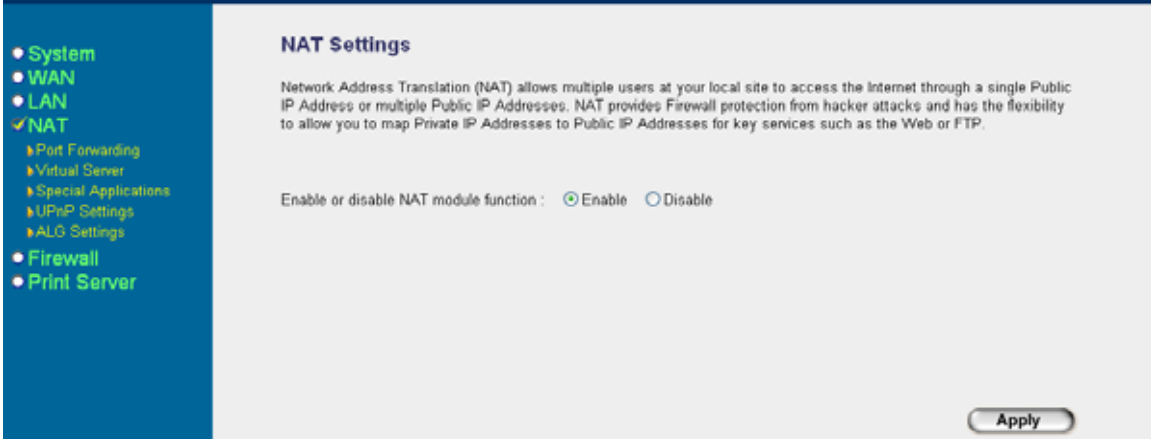 System
WAN
LAN
NAT
Port Forwarding
Virtual Server
Special Applications
UPnP Settings
ALG Settings
Firewall
Print Server
NAT Settings
Network Address Translation (NAT) allows multiple users at your local site to access the Internet through a single Public
IP Address or multiple Public IP Addresses. NAT provides Firewall protection from hacker attacks and has the flexibility
to allow you to map Private IP Addresses to Public IP Addresses for key services such as the Web or FTP.
Enable or disable NAT module function : Enable Disable
Apply